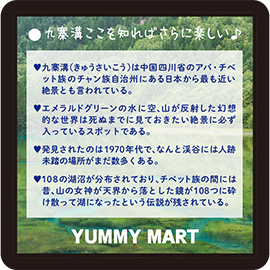 ●九寨溝ここを知ればさらに楽しい♪
♥九寨溝（きゅうさいこう）は中国四川省のアバ・チベ
ット族のチャン族自治州にある日本から最も近い
絶景とも言われている。
♥エメラルドグリーンの水に空、山が反射した幻想
的な世界は死ぬまでに見ておきたい絶景に必ず
入っているスポットである。
♥発見されたのは1970年代で、なんと渓谷には人跡
未踏の場所がまだ数多くある。
♥108の湖沼が分布されており、チベット族の間には
昔、山の女神が天界から落とした鏡が108つに砕
け散って湖になったという伝説が残されている。
YUMMY MART